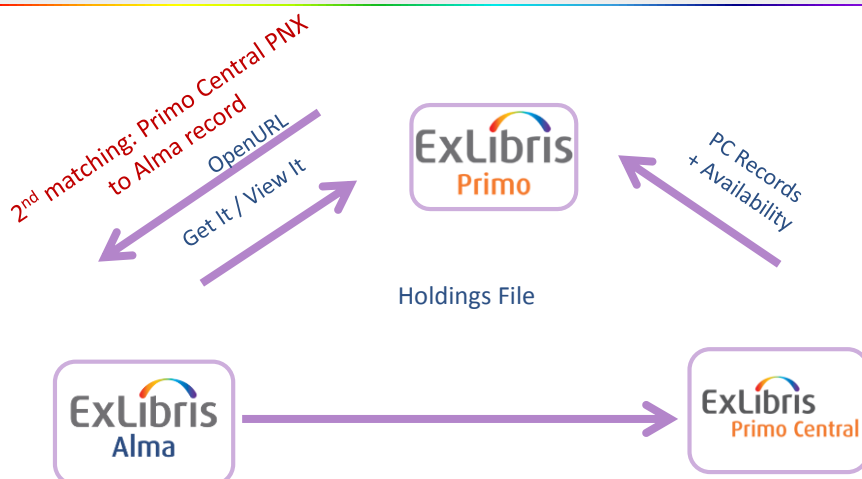 2nd matching: Primo Central PNX
to Alma record
OpenURL
Get It / View It
ExLibris
Primo
PC Records
+ Availability
Holdings File
ExLibris
Alma
ExLibris
Primo Central